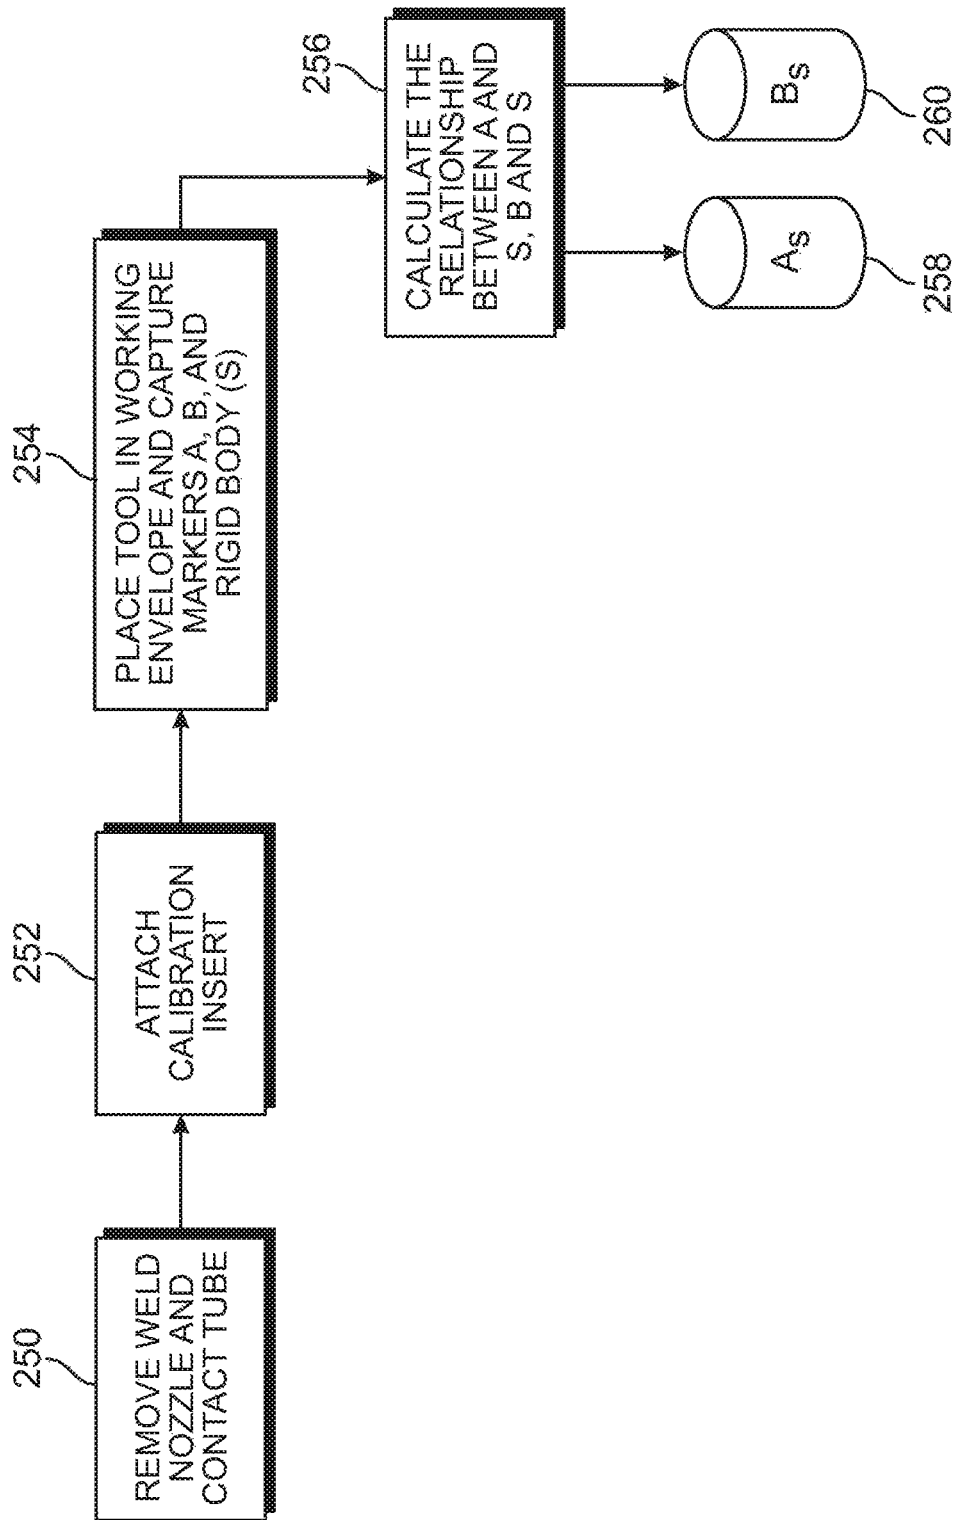 250
REMOVE WELD
NOZZLE AND
CONTACT TUBE
252
ATTACH
CALIBRATION
INSERT
254
PLACE TOOL IN WORKING
ENVELOPE AND CAPTURE
MARKERS A, B, AND
RIGID BODY (S)
256
CALCULATE THE
RELATIONSHIP
BETWEEN A AND
S, B AND S
As
258
Bs
260